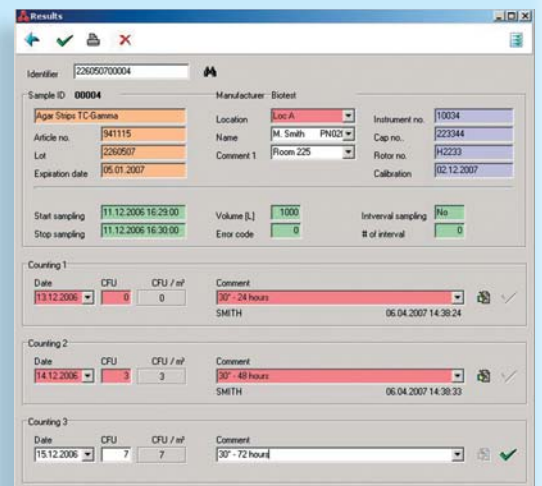 Results
Identifier 226050700004
Sample ID 00004 Manufacturer Biotest
Agar Strips TC-Gamma Location Loc A Instrument no. 10034
Article no. 941115 Name M. Smith PN02 Cap no.. 223344
Lot 2260507 Comment 1 Room 225 Rotor no. H2233
Expiration date 05.01.2007 Calibration 02.12.2007
Start sampling 11.12.2006 16:29:00 Volume [L] 1000 Intverval sampling No
Stop sampling 11.12.2006 16:30:00 Error code 0 # of interval 0
Counting 1
Date CFU CFU / m³ Comment
13.12.2006 0 0 30° - 24 hours
SMITH 06.04.2007 14:38:24
Counting 2
Date CFU CFU / m³ Comment
14.12.2006 3 3 30° - 48 hours
SMITH 06.04.2007 14:38:33
Counting 3
Date CFU CFU / m³ Comment
15.12.2006 7 7 30° - 72 hours